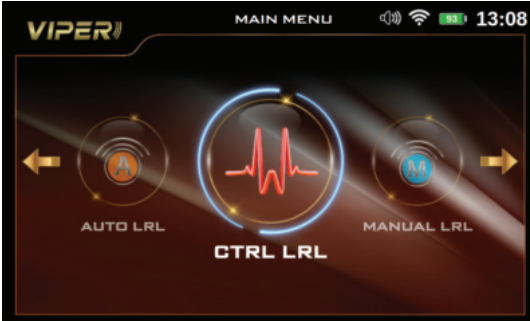 VIPER
MAIN MENU
93
13:08
A
M
AUTO LRL
CTRL LRL
MANUAL LRL